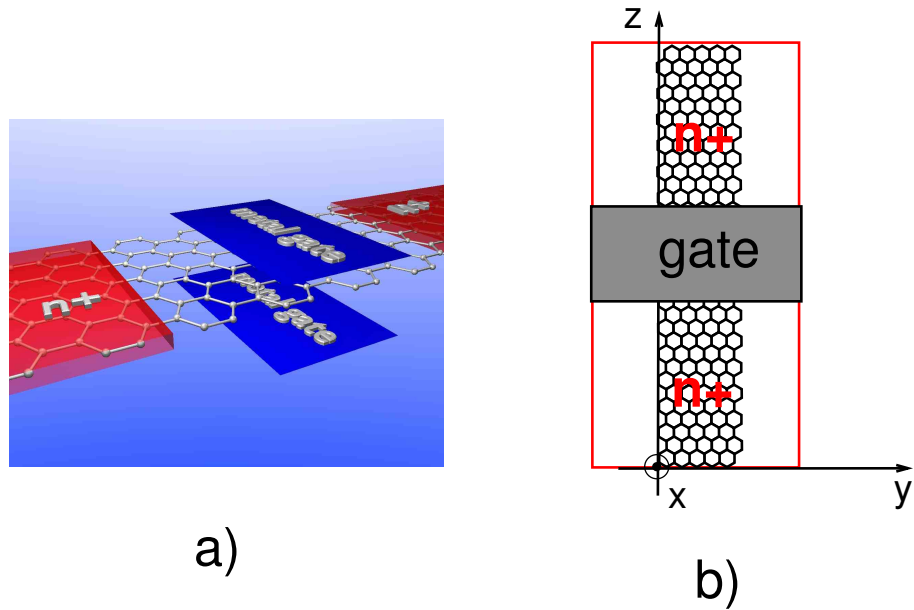 n+
metal gate
metal gate
n+
a)
z
n+
gate
n+
x
y
b)